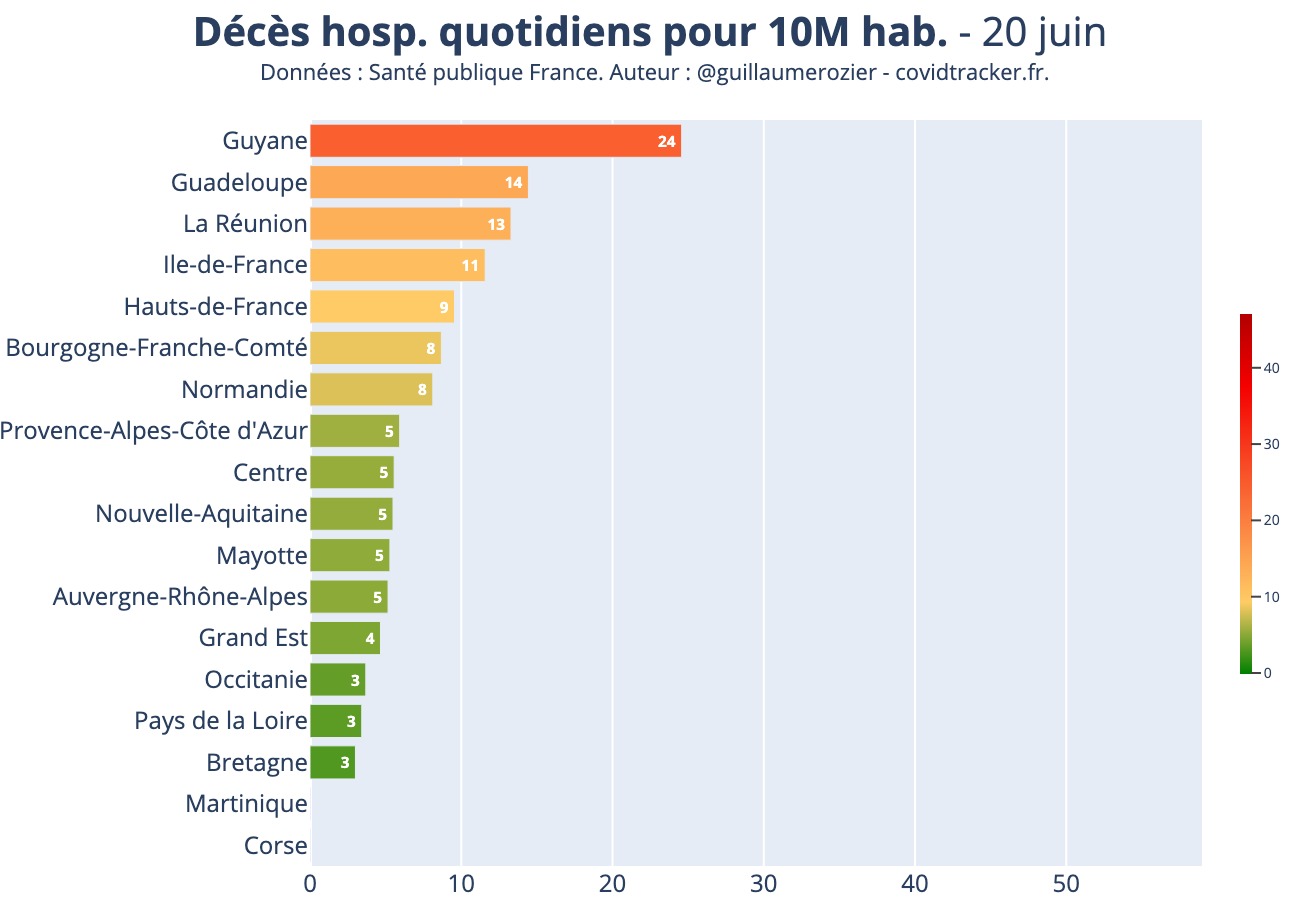 Décès hosp. quotidiens pour 10M hab. - 20 juin
Données : Santé publique France. Auteur : @guillaumerozier - covidtracker.fr.
Guyane 24
Guadeloupe 14
La Réunion 13
Ile-de-France 11
Hauts-de-France 9
Bourgogne-Franche-Comté 8
Normandie 8
Provence-Alpes-Côte d'Azur 5
Centre 5
Nouvelle-Aquitaine 5
Mayotte 5
Auvergne-Rhône-Alpes 5
Grand Est 4
Occitanie 3
Pays de la Loire 3
Bretagne 3
Martinique
Corse
0 10 20 30 40 50
40
30
20
10
0